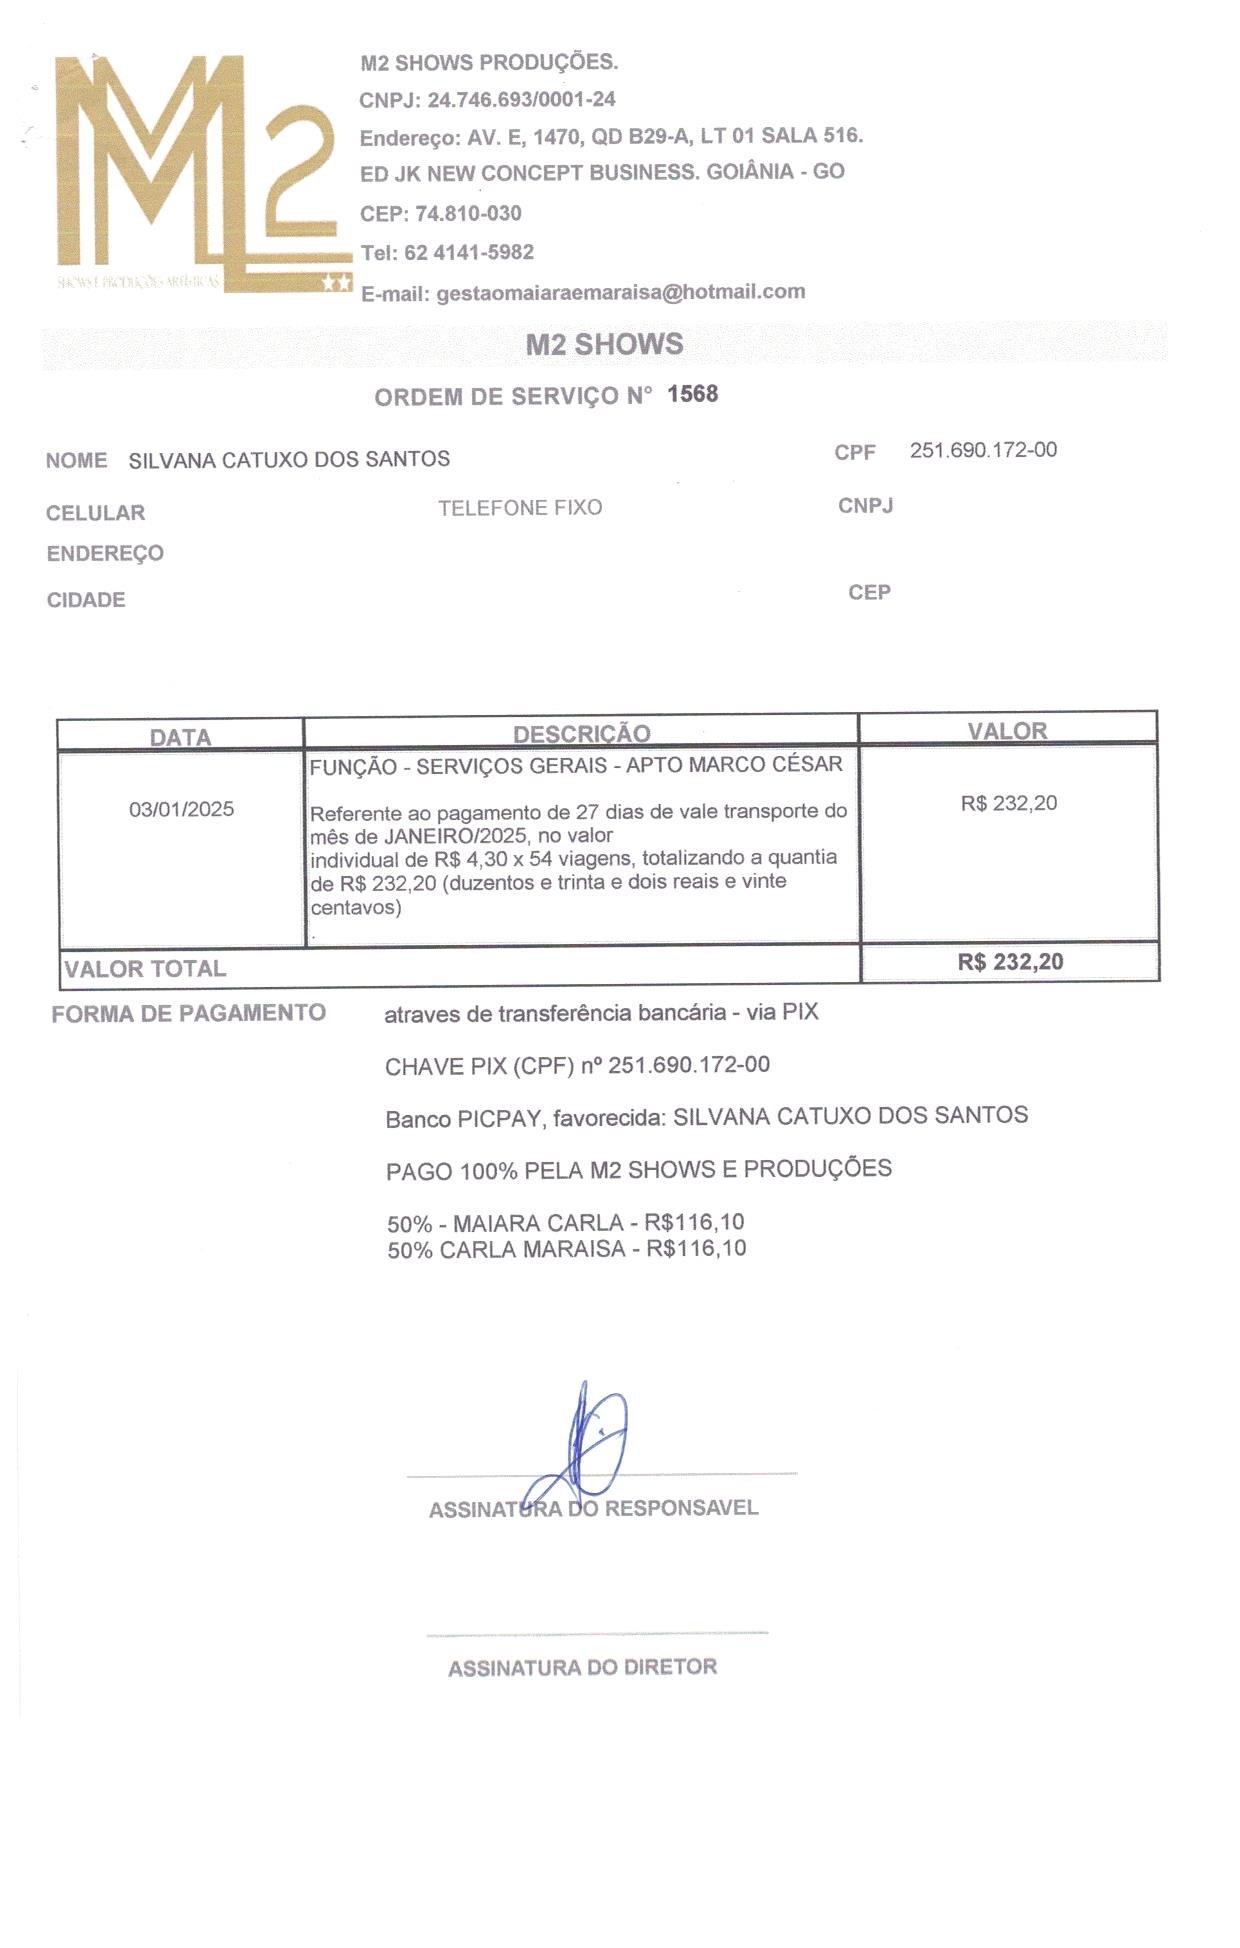 M2
SHOWS E PRODUÇÕES ARTÍSTICAS
M2 SHOWS PRODUÇÕES.
CNPJ: 24.746.693/0001-24
Endereço: AV. E, 1470, QD B29-A, LT 01 SALA 516.
ED JK NEW CONCEPT BUSINESS. GOIÂNIA - GO
CEP: 74.810-030
Tel: 62 4141-5982
E-mail: gestaomaiaraemaraisa@hotmail.com
M2 SHOWS
ORDEM DE SERVIÇO N° 1568
NOME SILVANA CATUXO DOS SANTOS CPF 251.690.172-00
CELULAR TELEFONE FIXO CNPJ
ENDEREÇO
CIDADE CEP
DATA DESCRIÇÃO VALOR
FUNÇÃO - SERVIÇOS GERAIS - APTO MARCO CÉSAR
03/01/2025 R$ 232,20
Referente ao pagamento de 27 dias de vale transporte do
mês de JANEIRO/2025, no valor
individual de R$ 4,30 x 54 viagens, totalizando a quantia
de R$ 232,20 (duzentos e trinta e dois reais e vinte
centavos)
.
VALOR TOTAL R$ 232,20
FORMA DE PAGAMENTO atraves de transferência bancária - via PIX
CHAVE PIX (CPF) nº 251.690.172-00
Banco PICPAY, favorecida: SILVANA CATUXO DOS SANTOS
PAGO 100% PELA M2 SHOWS E PRODUÇÕES
50% - MAIARA CARLA - R$116,10
50% CARLA MARAISA - R$116,10
ASSINATURA DO RESPONSAVEL
ASSINATURA DO DIRETOR